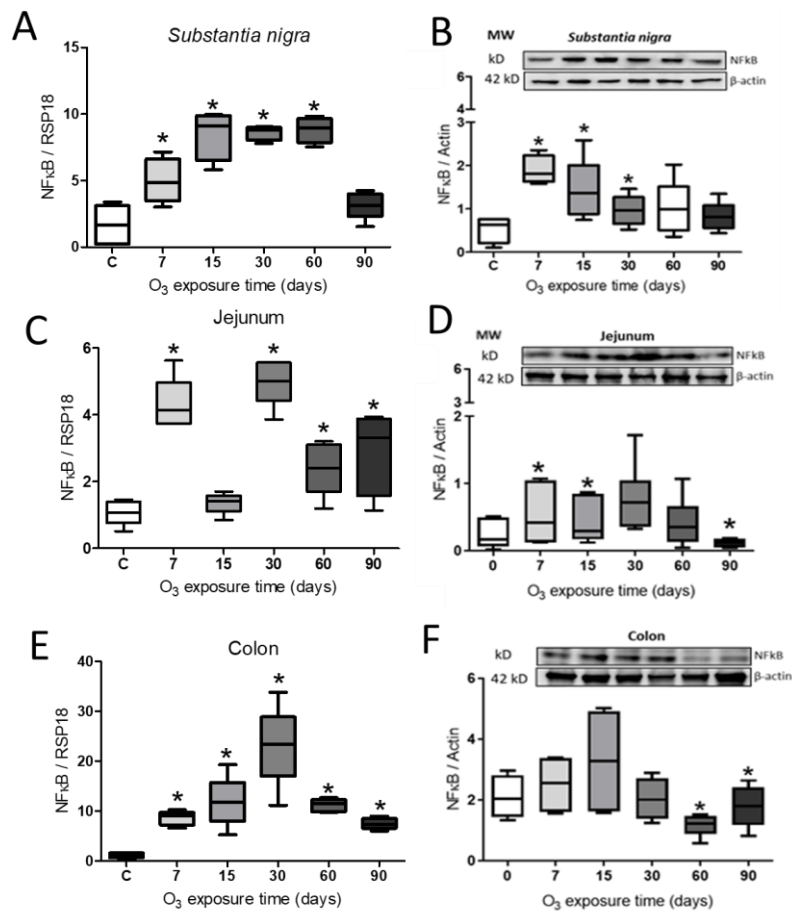 A
Substantia nigra
15
10
5
0
NFκB / RSP18
*
*
*
*
C 7 15 30 60 90
O3 exposure time (days)
B
MW
Substantia nigra
kD
NFkB
42 kD
β-actin
6
4
3
2
1
0
NFκB / Actin
*
*
*
C 7 15 30 60 90
O3 exposure time (days)
C
Jejunum
6
4
2
0
NFκB / RSP18
*
*
*
*
C 7 15 30 60 90
O3 exposure time (days)
D
MW
Jejunum
kD
NFkB
42 kD
β-actin
6
3
2
1
0
NFκB / Actin
*
*
*
0 7 15 30 60 90
O3 exposure time (days)
E
Colon
40
30
20
10
0
NFκB / RSP18
*
*
*
*
*
C 7 15 30 60 90
O3 exposure time (days)
F
Colon
kD
NFkB
42 kD
β-actin
6
4
2
0
NFκB / Actin
*
*
0 7 15 30 60 90
O3 exposure time (days)